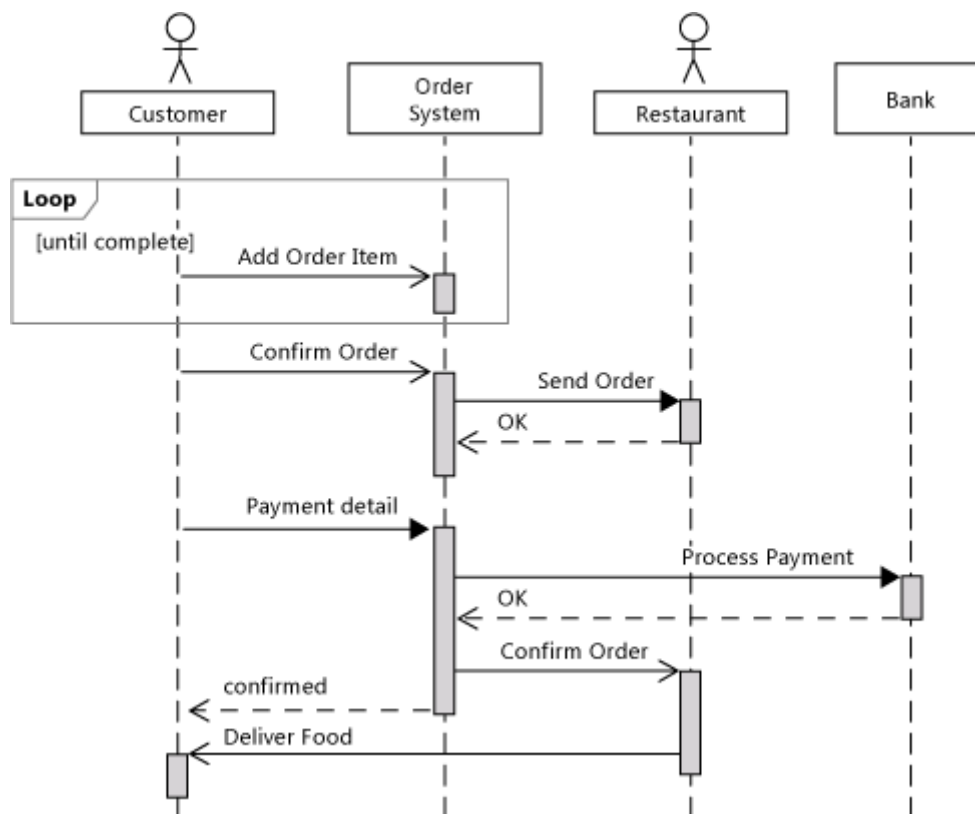 Customer
Order
System
Restaurant
Bank
Loop
[until complete]
Add Order Item
Confirm Order
Send Order
OK
Payment detail
Process Payment
OK
Confirm Order
confirmed
Deliver Food